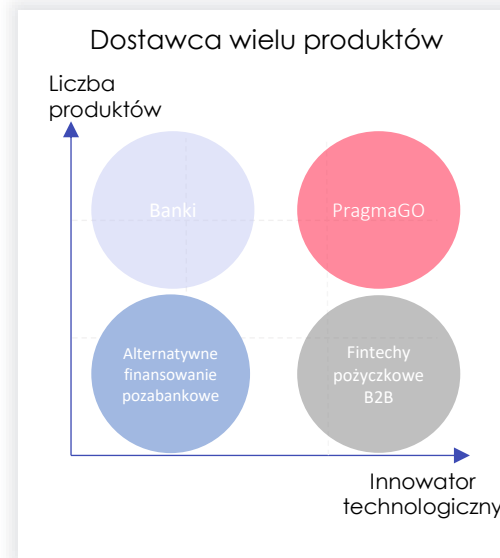 Dostawca wielu produktów
Liczba
produktów
Banki
PragmaGO
Alternatywne
finansowanie
pozabankowe
Fintechy
pożyczkowe
B2B
Innowator
technologiczny